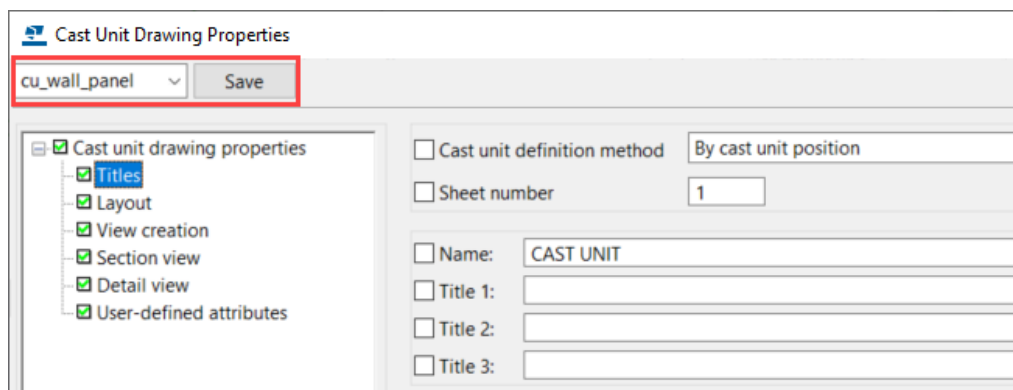 Cast Unit Drawing Properties
cu_wall_panel Save
Cast unit drawing properties
Titles
Layout
View creation
Section view
Detail view
User-defined attributes
Cast unit definition method By cast unit position
Sheet number 1
Name: CAST UNIT
Title 1:
Title 2:
Title 3: